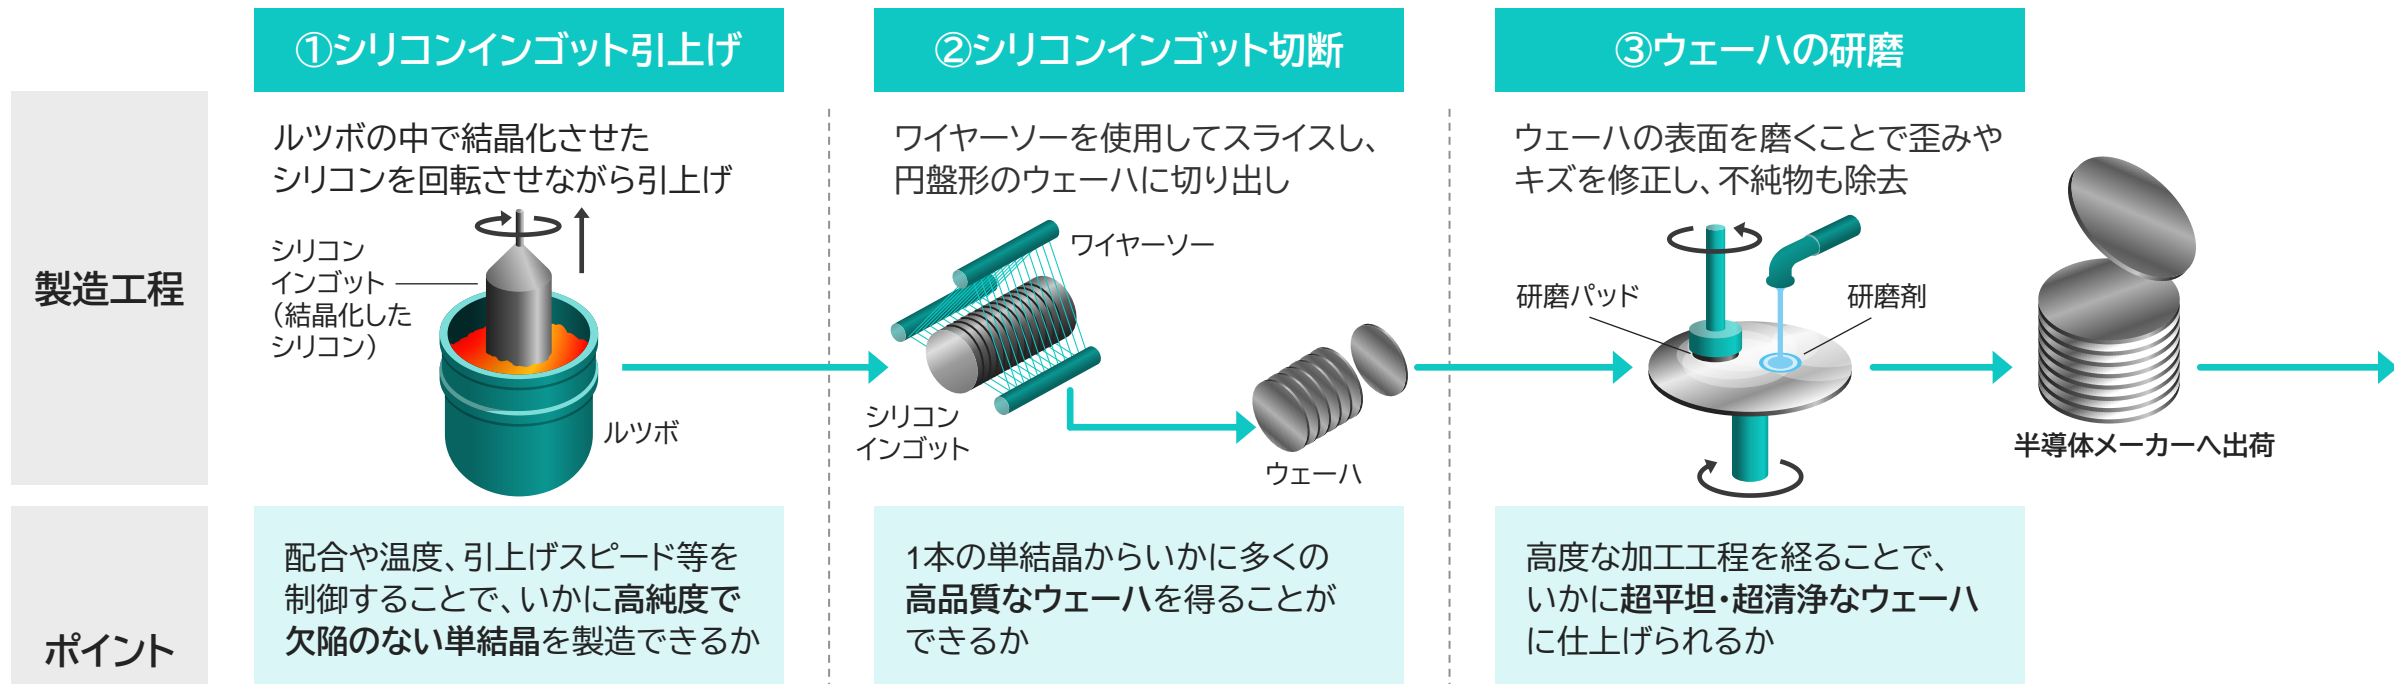 ①シリコンインゴット引上げ
②シリコンインゴット切断
③ウェーハの研磨
製造工程
ルツボの中で結晶化させた
シリコンを回転させながら引上げ
シリコン
インゴット
（結晶化した
シリコン）
ルツボ
ワイヤーソーを使用してスライスし、
円盤形のウェーハに切り出し
ワイヤーソー
シリコン
インゴット
ウェーハ
ウェーハの表面を磨くことで歪みや
キズを修正し、不純物も除去
研磨パッド
研磨剤
半導体メーカーへ出荷
ポイント
配合や温度、引上げスピード等を
制御することで、いかに高純度で
欠陥のない単結晶を製造できるか
1本の単結晶からいかに多くの
高品質なウェーハを得ることが
できるか
高度な加工工程を経ることで、
いかに超平坦・超清浄なウェーハ
に仕上げられるか